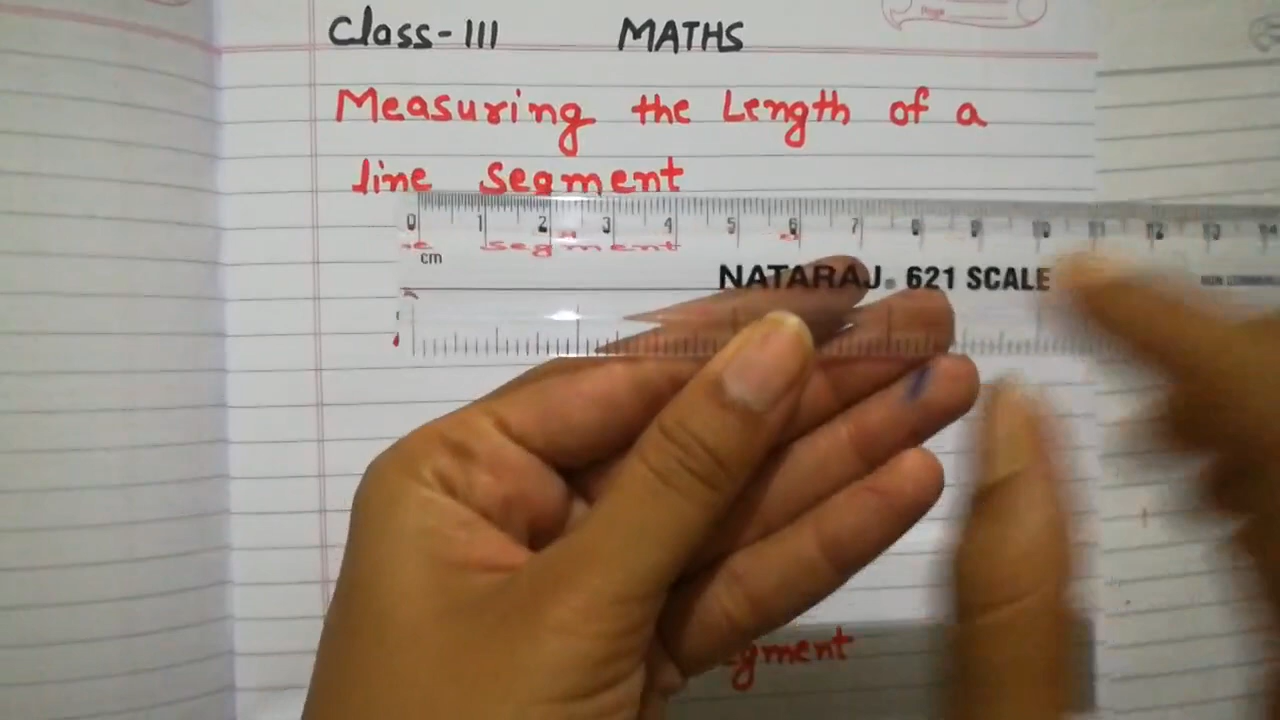 Class-III MATHS
Measuring the Length of a
line segment
0 1 2 3 4 5 6 7 8 9 10 11 12 13 14
cm
NATARAJ 621 SCALE